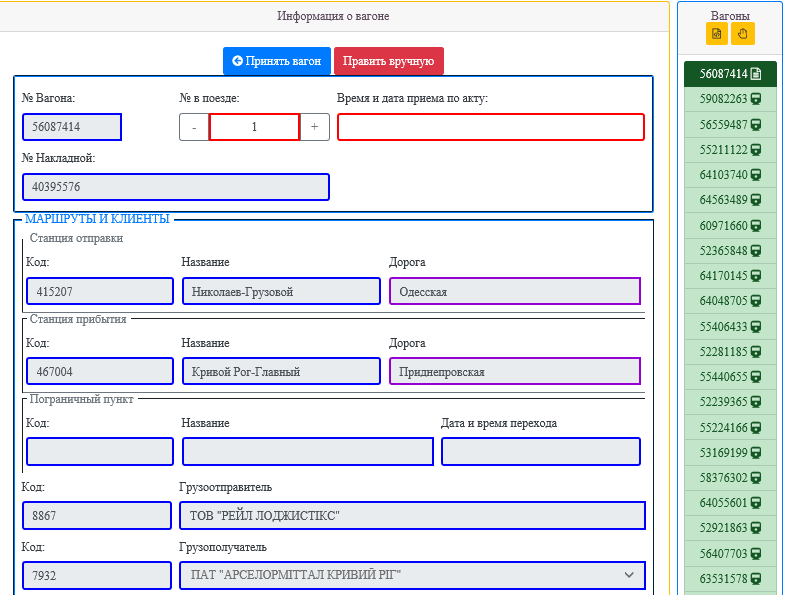 Информация о вагоне
Принять вагон Править вручную
№ Вагона: № в поезде: Время и дата приема по акту:
56087414 - 1 +
№ Накладной:
40395576
МАРШРУТЫ И КЛИЕНТЫ
Станция отправки
Код: Название Дорога
415207 Николаев-Грузовой Одесская
Станция прибытия
Код: Название Дорога
467004 Кривой Рог-Главный Приднепровская
Пограничный пункт
Код: Название Дата и время перехода
Код: Грузоотправитель
8867 ТОВ "РЕЙЛ ЛОДЖИСТІКС"
Код: Грузополучатель
7932 ПАТ "АРСЕЛОРМІТТАЛ КРИВИЙ РІГ"
Вагоны
56087414
59082263
56559487
55211122
64103740
64563489
60971660
52365848
64170145
64048705
55406433
52281185
55440655
52239365
55224166
53169199
58376302
64055601
52921863
56407703
63531578